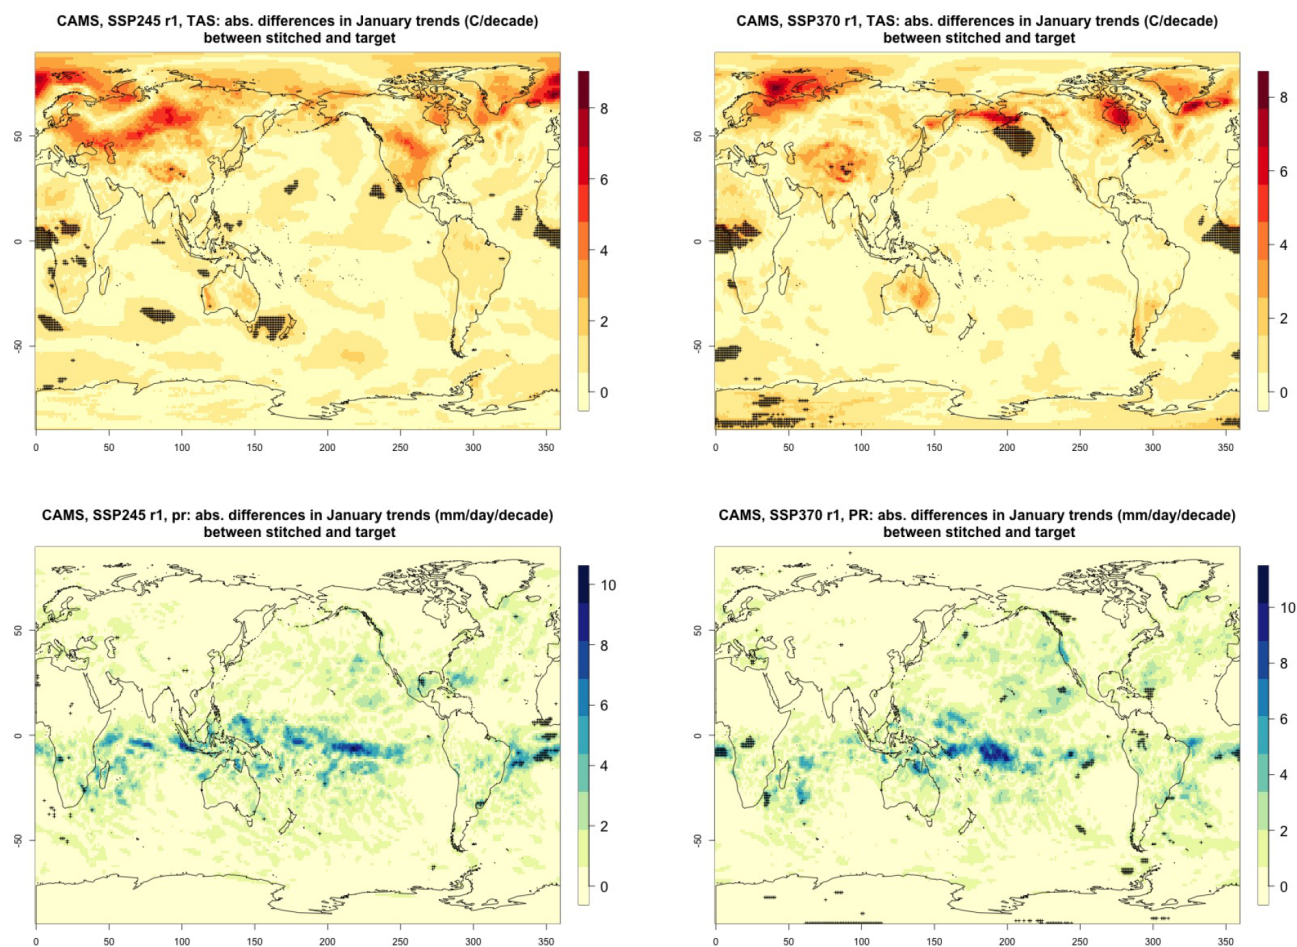 CAMS, SSP245 r1, TAS: abs. differences in January trends (C/decade)
between stitched and target
8
6
4
2
0
50
0
-50
0 50 100 150 200 250 300 350
CAMS, SSP370 r1, TAS: abs. differences in January trends (C/decade)
between stitched and target
8
6
4
2
0
50
0
-50
0 50 100 150 200 250 300 350
CAMS, SSP245 r1, pr: abs. differences in January trends (mm/day/decade)
between stitched and target
10
8
6
4
2
0
50
0
-50
0 50 100 150 200 250 300 350
CAMS, SSP370 r1, PR: abs. differences in January trends (mm/day/decade)
between stitched and target
10
8
6
4
2
0
50
0
-50
0 50 100 150 200 250 300 350